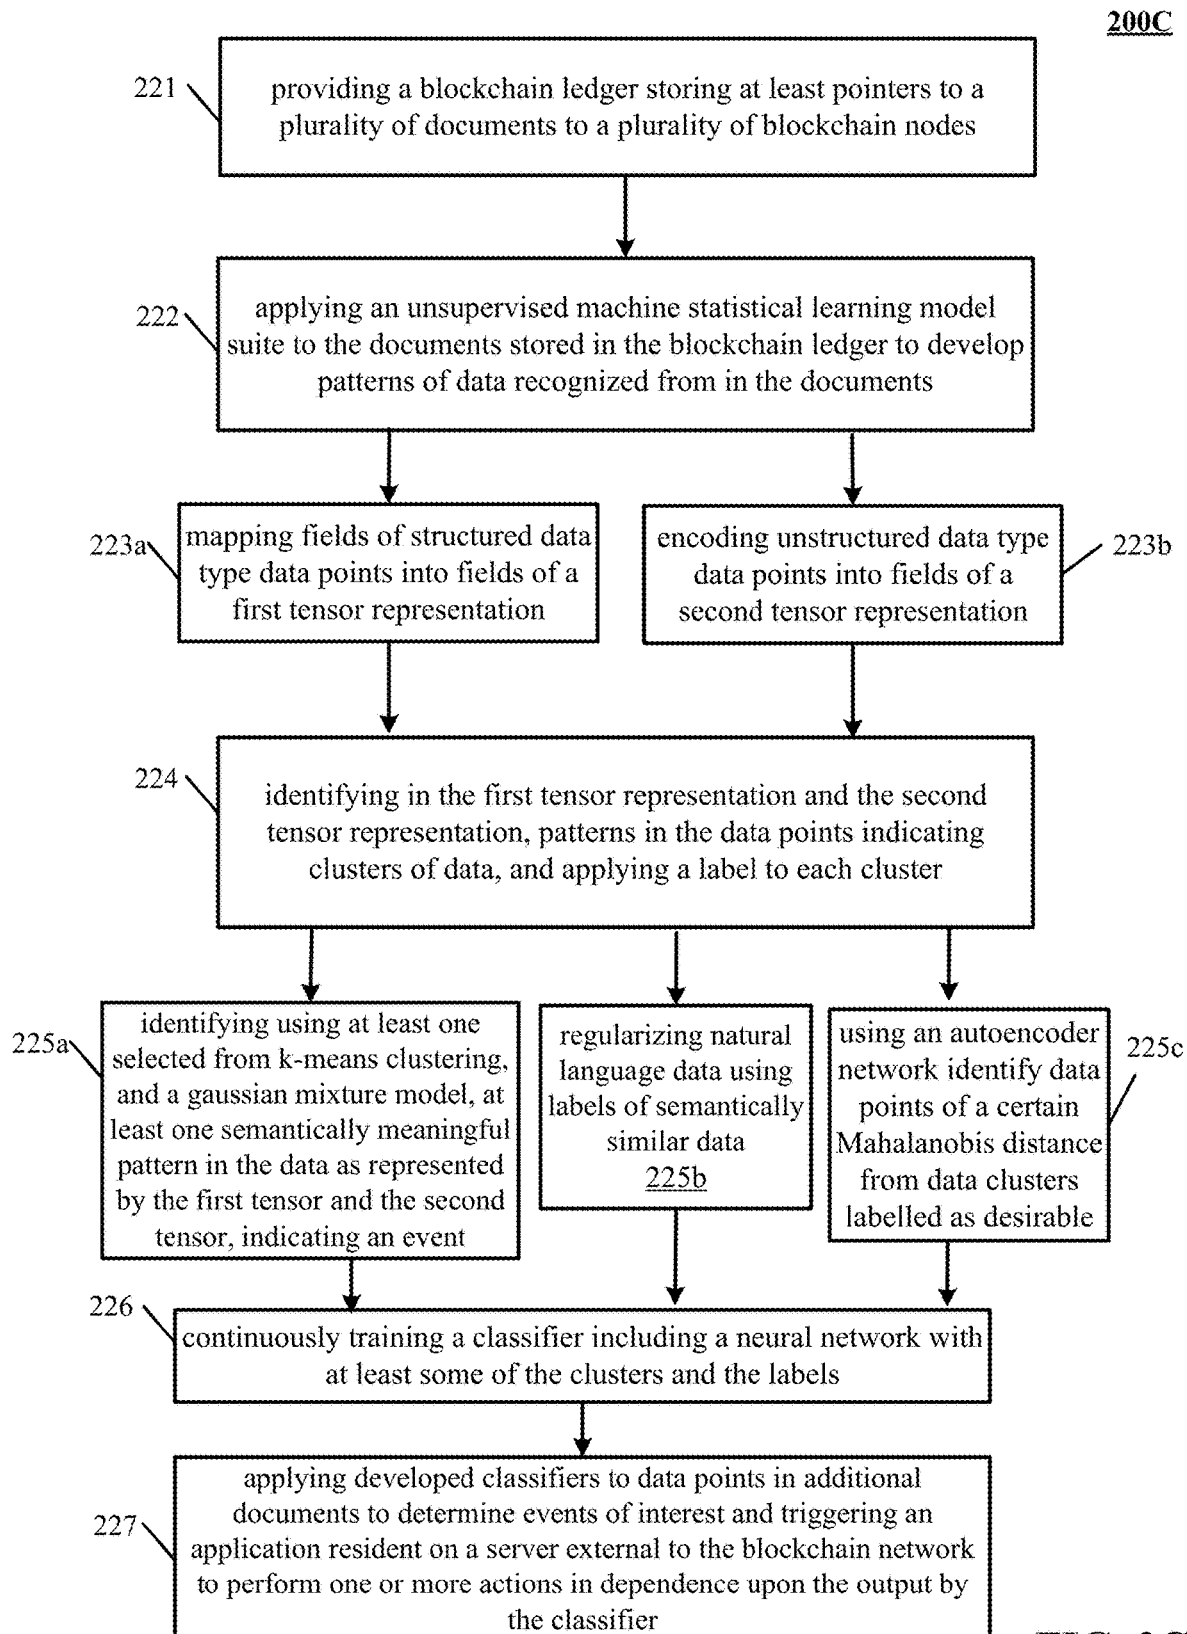 200C
221
providing a blockchain ledger storing at least pointers to a
plurality of documents to a plurality of blockchain nodes
222
applying an unsupervised machine statistical learning model
suite to the documents stored in the blockchain ledger to develop
patterns of data recognized from in the documents
223a
mapping fields of structured data
type data points into fields of a
first tensor representation
encoding unstructured data type
data points into fields of a
second tensor representation
223b
224
identifying in the first tensor representation and the second
tensor representation, patterns in the data points indicating
clusters of data, and applying a label to each cluster
225a
identifying using at least one
selected from k-means clustering,
and a gaussian mixture model, at
least one semantically meaningful
pattern in the data as represented
by the first tensor and the second
tensor, indicating an event
regularizing natural
language data using
labels of semantically
similar data
225b
using an autoencoder
network identify data
points of a certain
Mahalanobis distance
from data clusters
labelled as desirable
225c
226
continuously training a classifier including a neural network with
at least some of the clusters and the labels
227
applying developed classifiers to data points in additional
documents to determine events of interest and triggering an
application resident on a server external to the blockchain network
to perform one or more actions in dependence upon the output by
the classifier